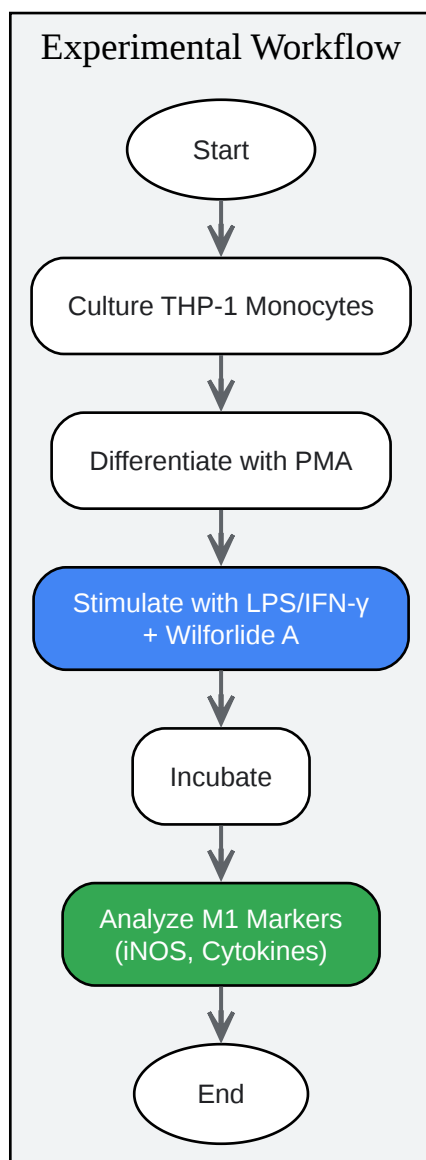 Experimental Workflow
Start
Culture THP-1 Monocytes
Differentiate with PMA
Stimulate with LPS/IFN-γ
+ Wilforlide A
Incubate
Analyze M1 Markers
(iNOS, Cytokines)
End